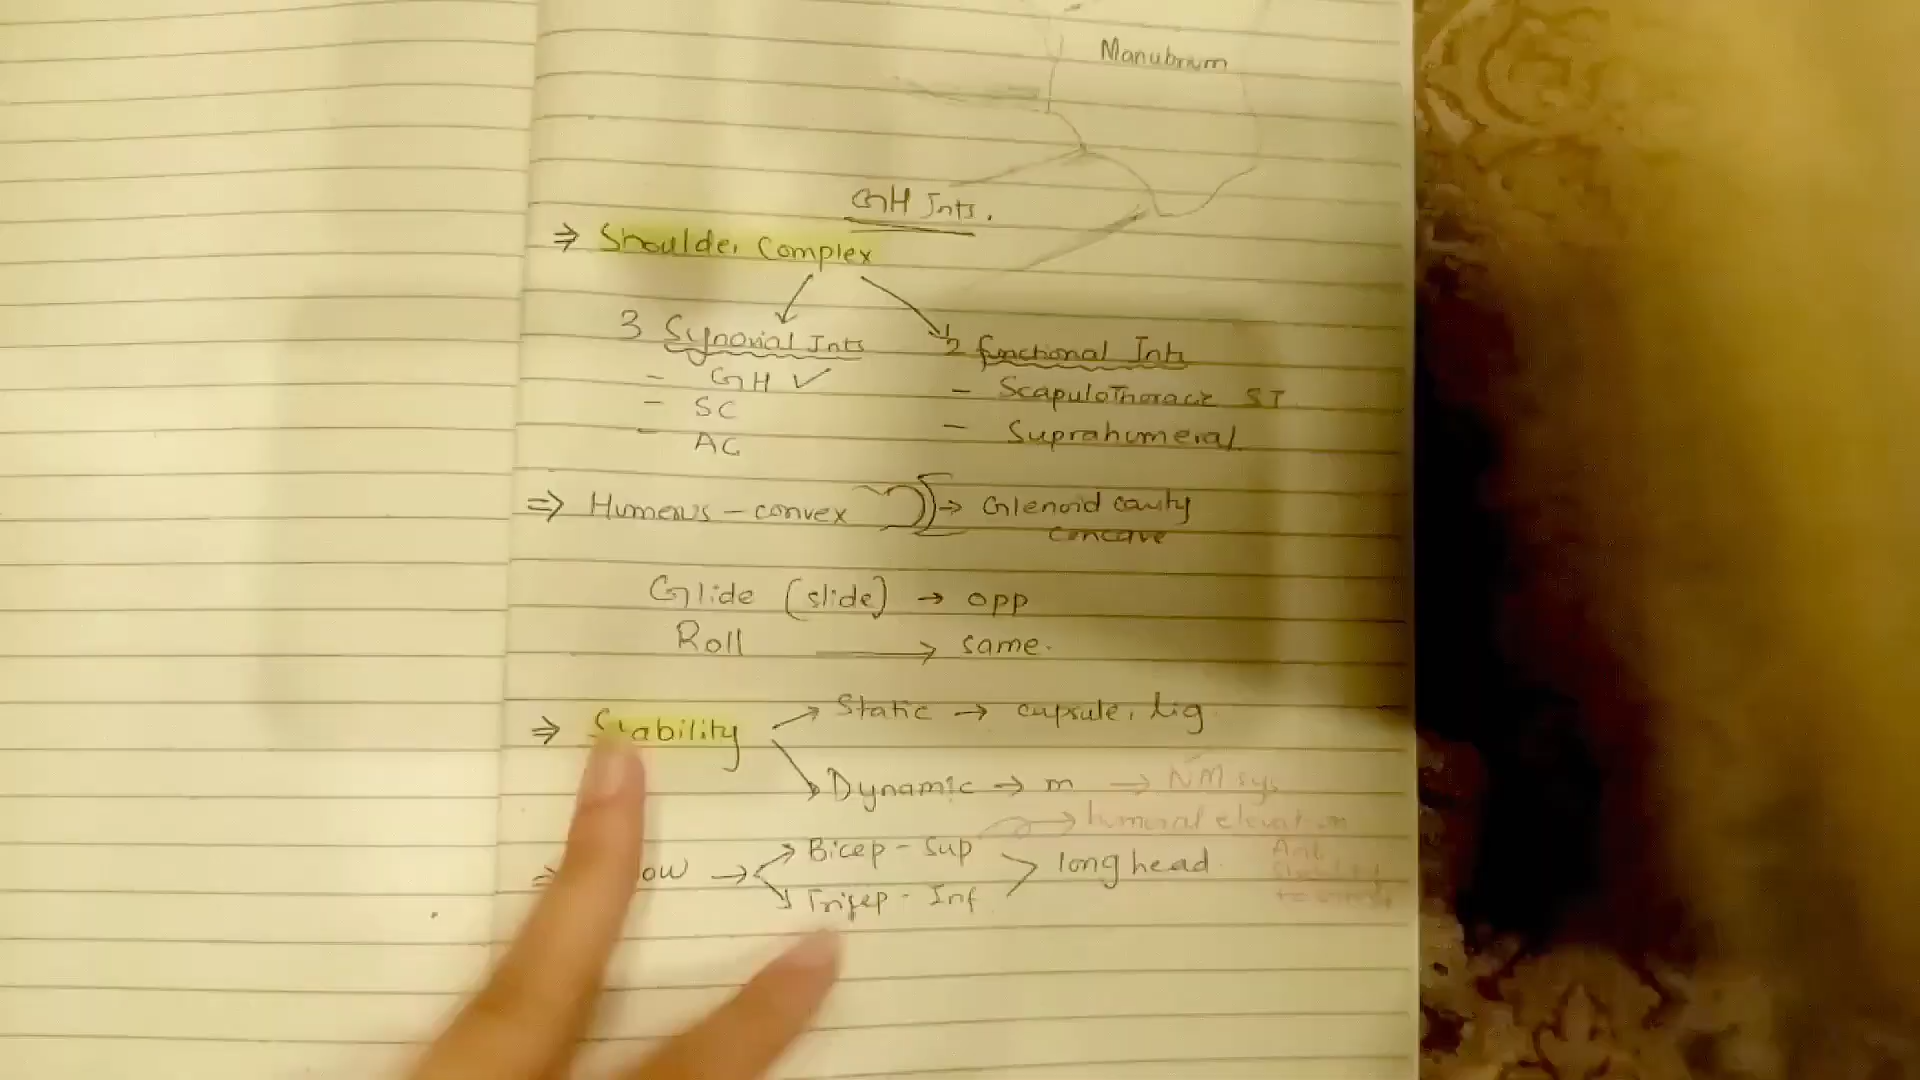 Manubrium
GH Jnts.
⇒ Shoulder Complex
3 Synovial Jnts
2 functional Jnts
- GH ✓
- SC
- AC
- ScapuloThoracic ST
- Suprahumeral
⇒ Humerus - convex → Glenoid cavity
concave
Glide (slide) → opp
Roll → same.
⇒ Stability
Static → capsule, lig
Dynamic → m → NM sys
→ humeral elevation
⇒ → Bicep - Sup
Tricep - Inf
long head
Ant